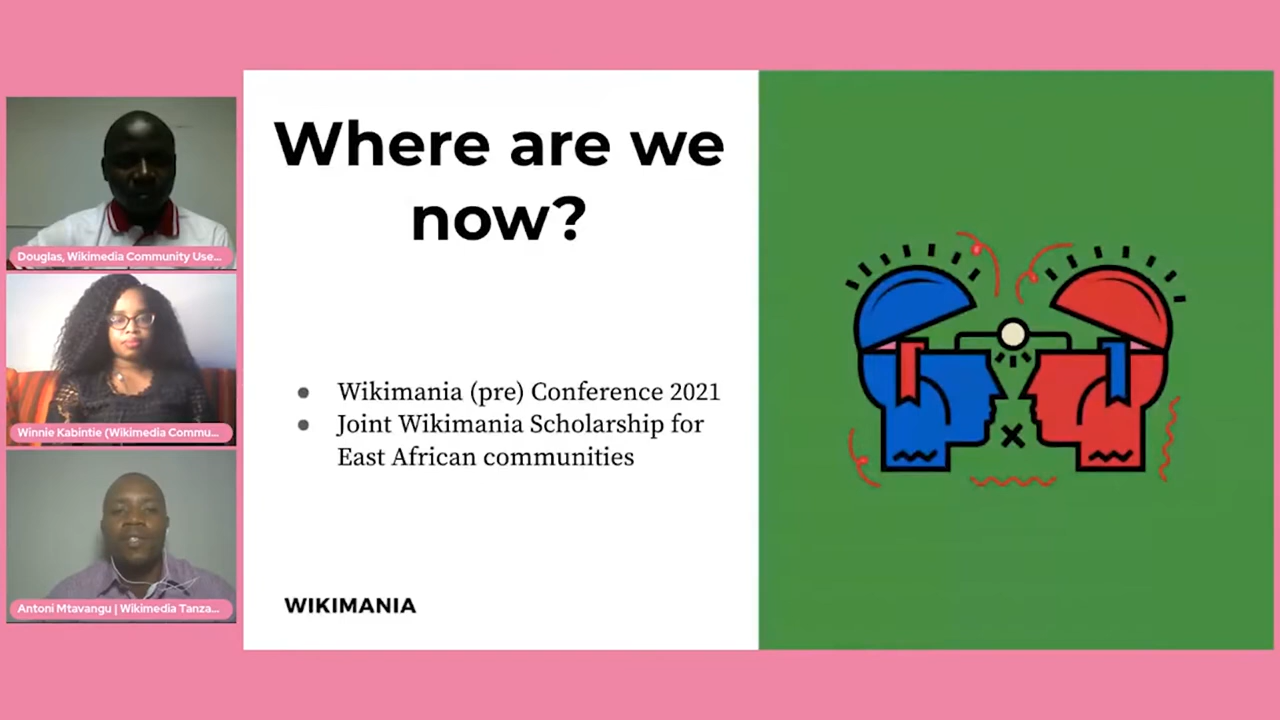 Where are we
now?
Wikimania (pre) Conference 2021
Joint Wikimania Scholarship for
East African communities
WIKIMANIA
Douglas, Wikimedia Community Use...
Winnie Kabintie (Wikimedia Commu...
Antoni Mtavangu | Wikimedia Tanza...